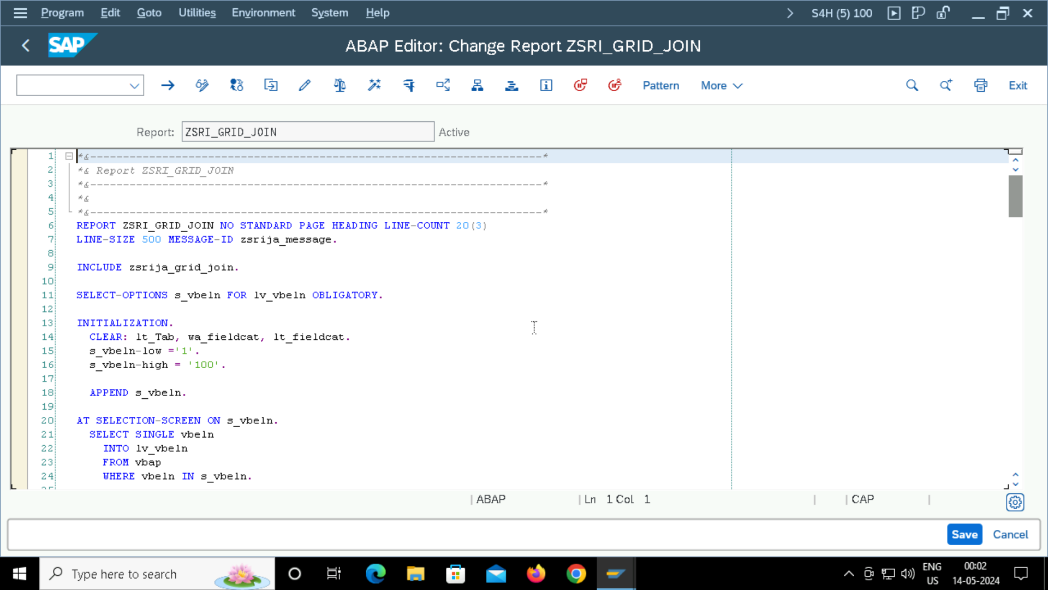 Program Edit Goto Utilities Environment System Help S4H (5) 100
SAP ABAP Editor: Change Report ZSRI_GRID_JOIN
Pattern More Exit
Report: ZSRI_GRID_JOIN Active
1 *&---------------------------------------------------------------------*
2 *& Report ZSRI_GRID_JOIN
3 *&---------------------------------------------------------------------*
4 *&
5 *&---------------------------------------------------------------------*
6 REPORT ZSRI_GRID_JOIN NO STANDARD PAGE HEADING LINE-COUNT 20(3)
7 LINE-SIZE 500 MESSAGE-ID zsrija_message.
8
9 INCLUDE zsrija_grid_join.
10
11 SELECT-OPTIONS s_vbeln FOR lv_vbeln OBLIGATORY.
12
13 INITIALIZATION.
14 CLEAR: lt_Tab, wa_fieldcat, lt_fieldcat.
15 s_vbeln-low ='1'.
16 s_vbeln-high = '100'.
17
18 APPEND s_vbeln.
19
20 AT SELECTION-SCREEN ON s_vbeln.
21 SELECT SINGLE vbeln
22 INTO lv_vbeln
23 FROM vbap
24 WHERE vbeln IN s_vbeln.
ABAP Ln 1 Col 1 CAP
Save Cancel
Type here to search ENG US 00:02 14-05-2024